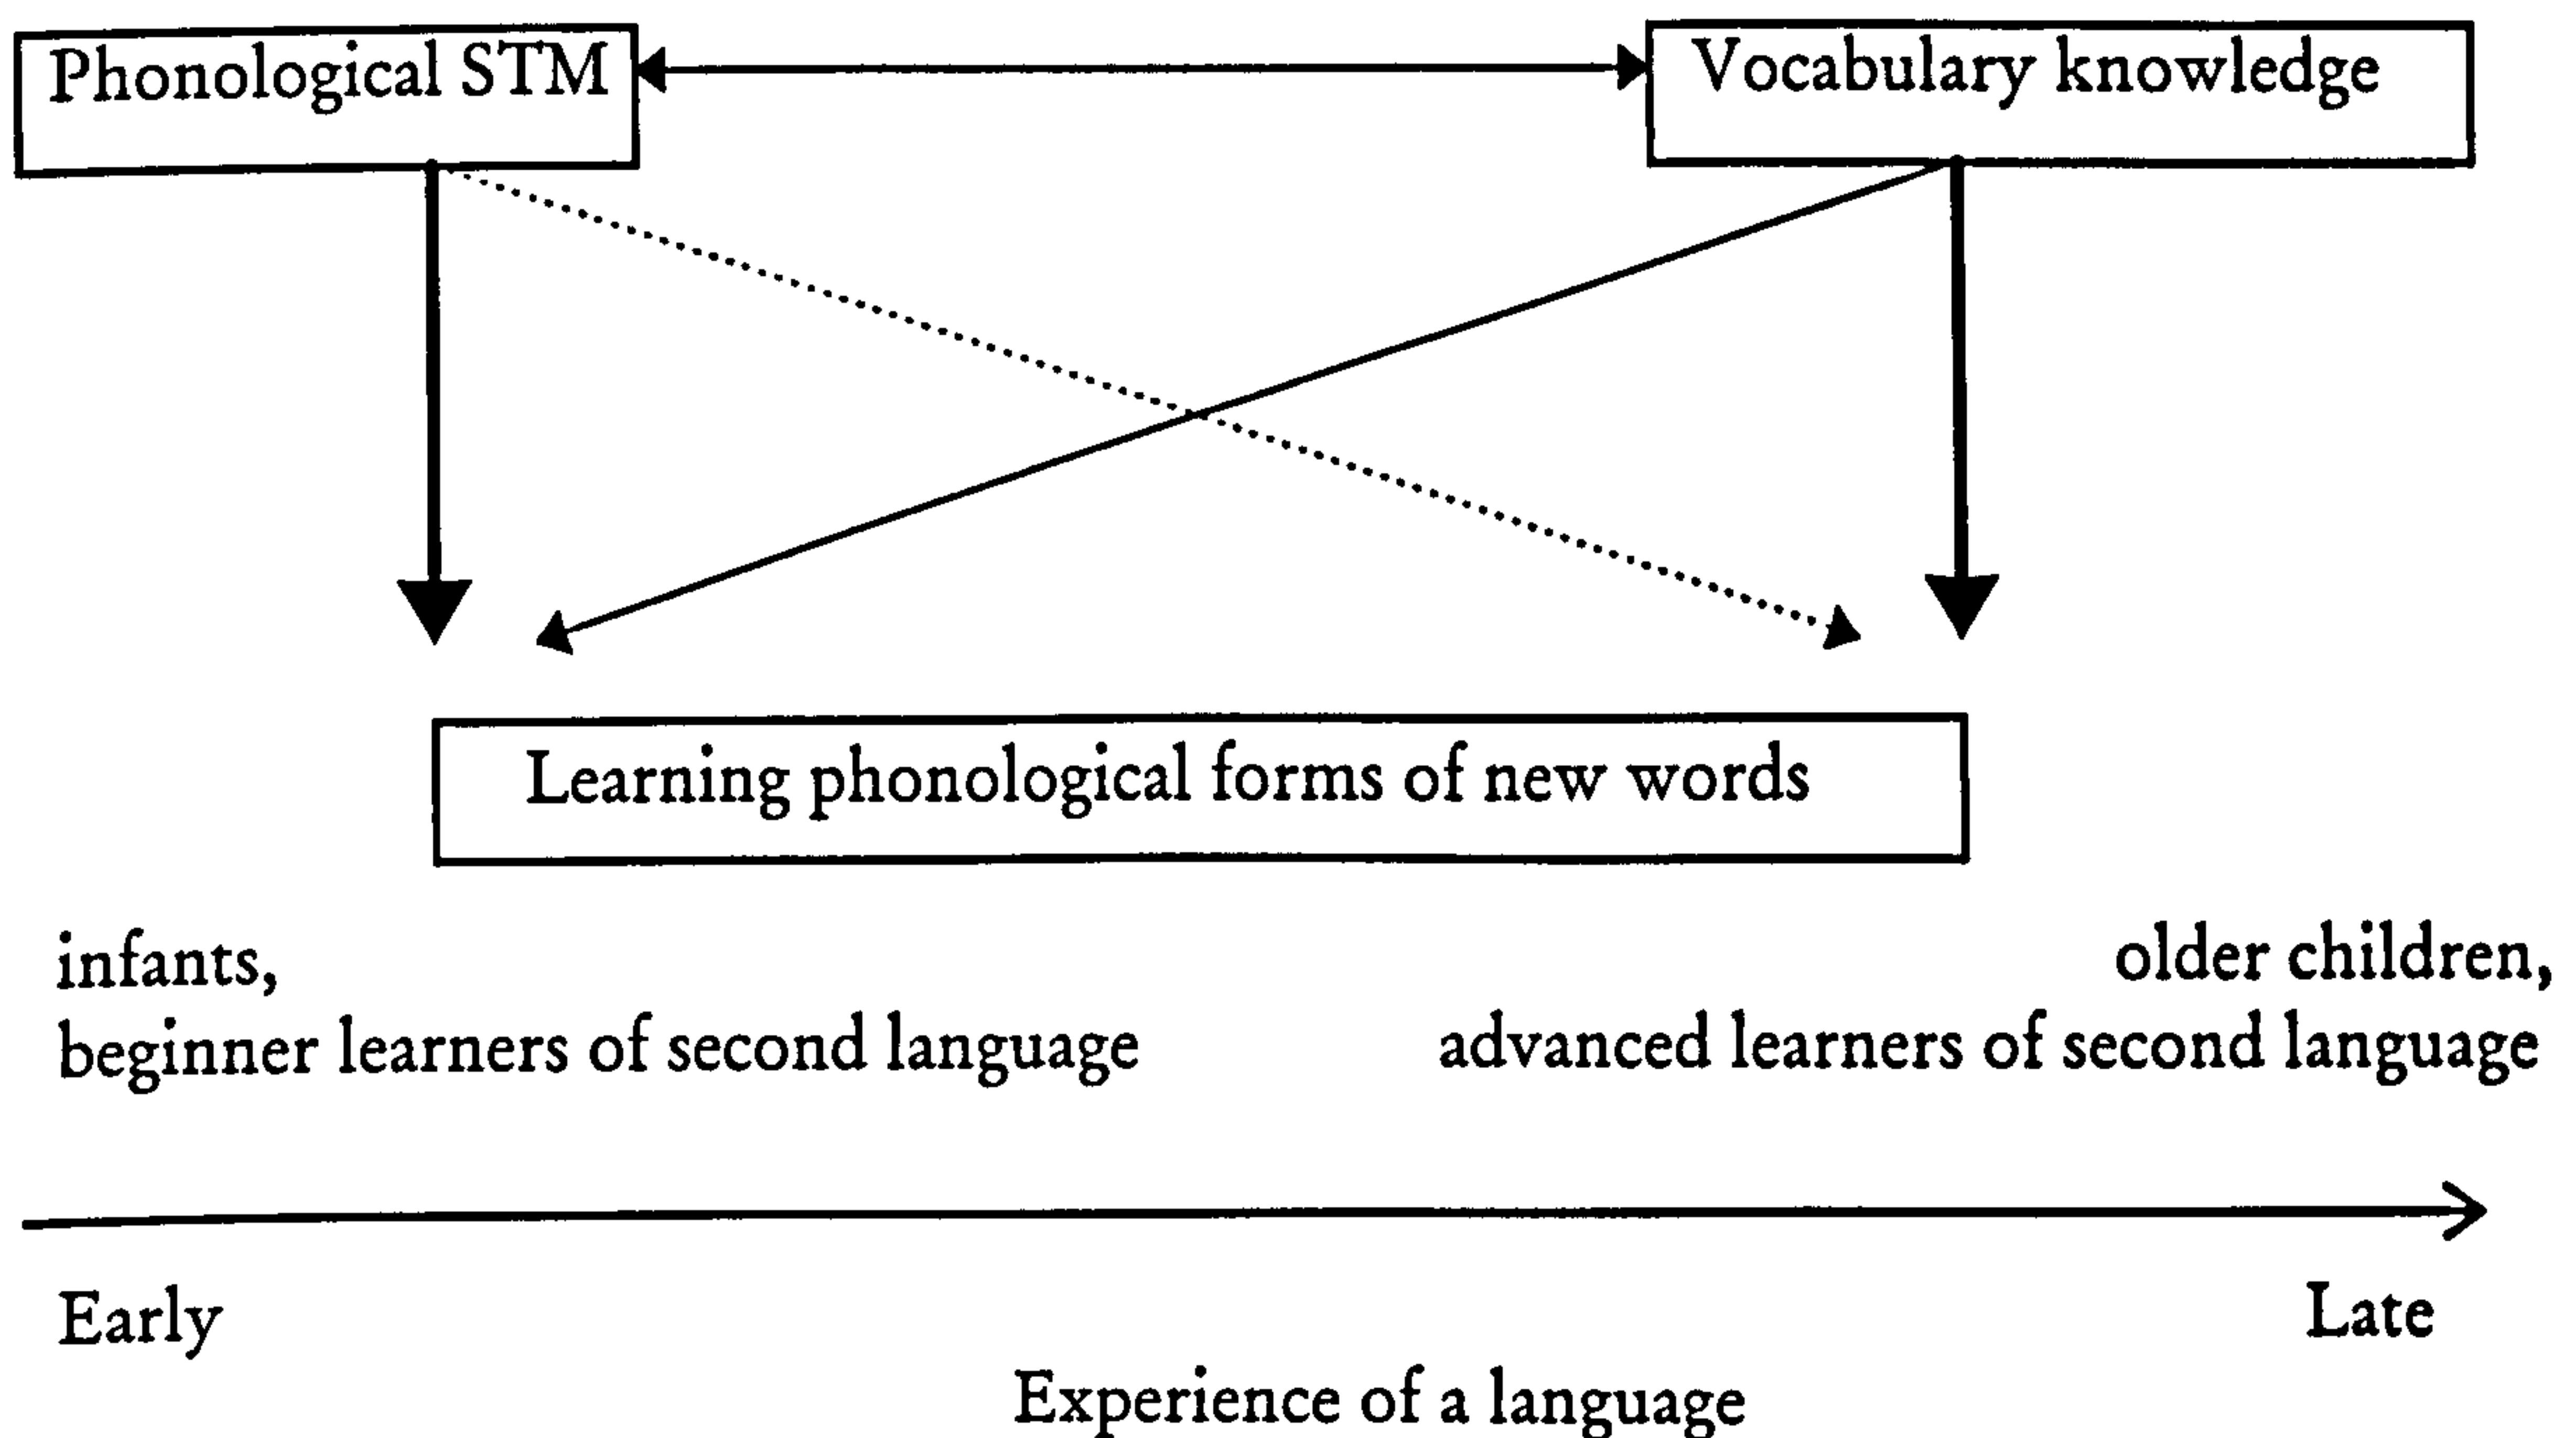 Phonological STM
Vocabulary knowledge
Learning phonological forms of new words
infants,
beginner learners of second language
older children,
advanced learners of second language
Early
Late
Experience of a language